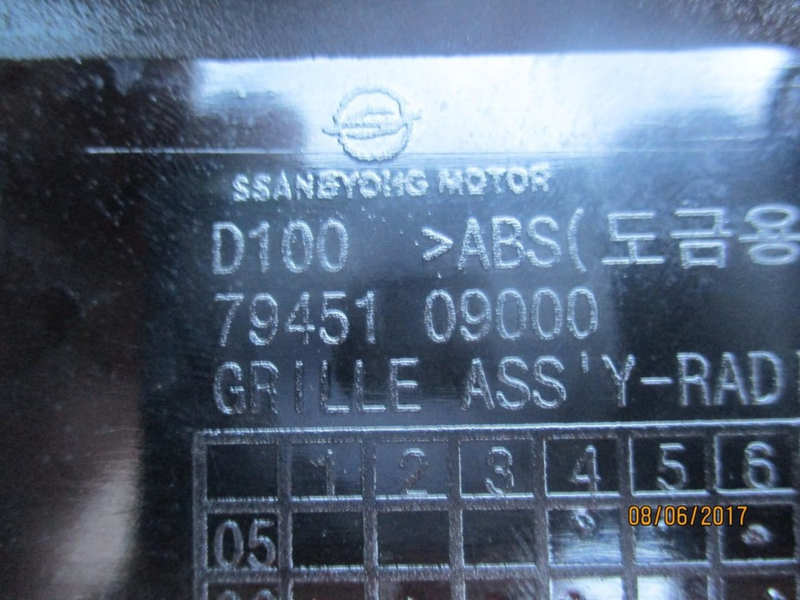 SSANGYONG MOTOR
D100 >ABS(도금용
79451 09000
GRILLE ASS'Y-RAD
1 2 3 4 5 6
05
08/06/2017